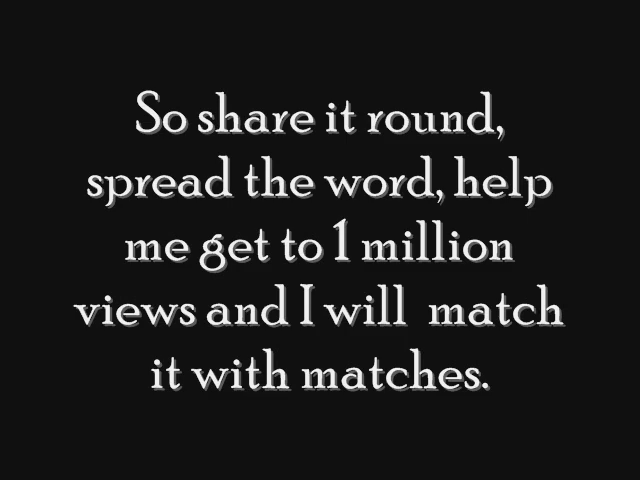 So share it round,
spread the word, help
me get to 1 million
views and I will  match
it with matches.